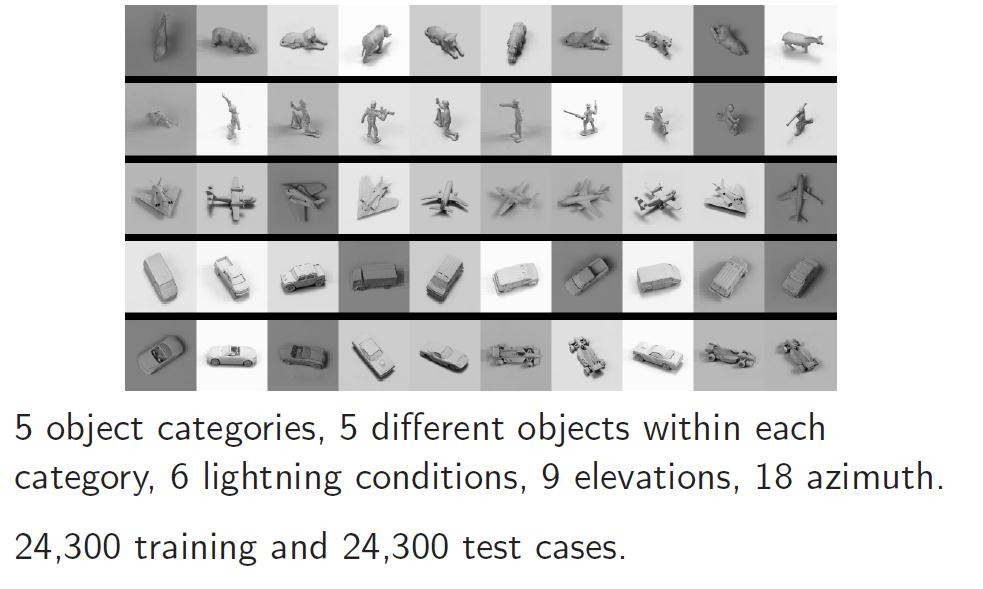 5 object categories, 5 different objects within each
category, 6 lightning conditions, 9 elevations, 18 azimuth.
24,300 training and 24,300 test cases.